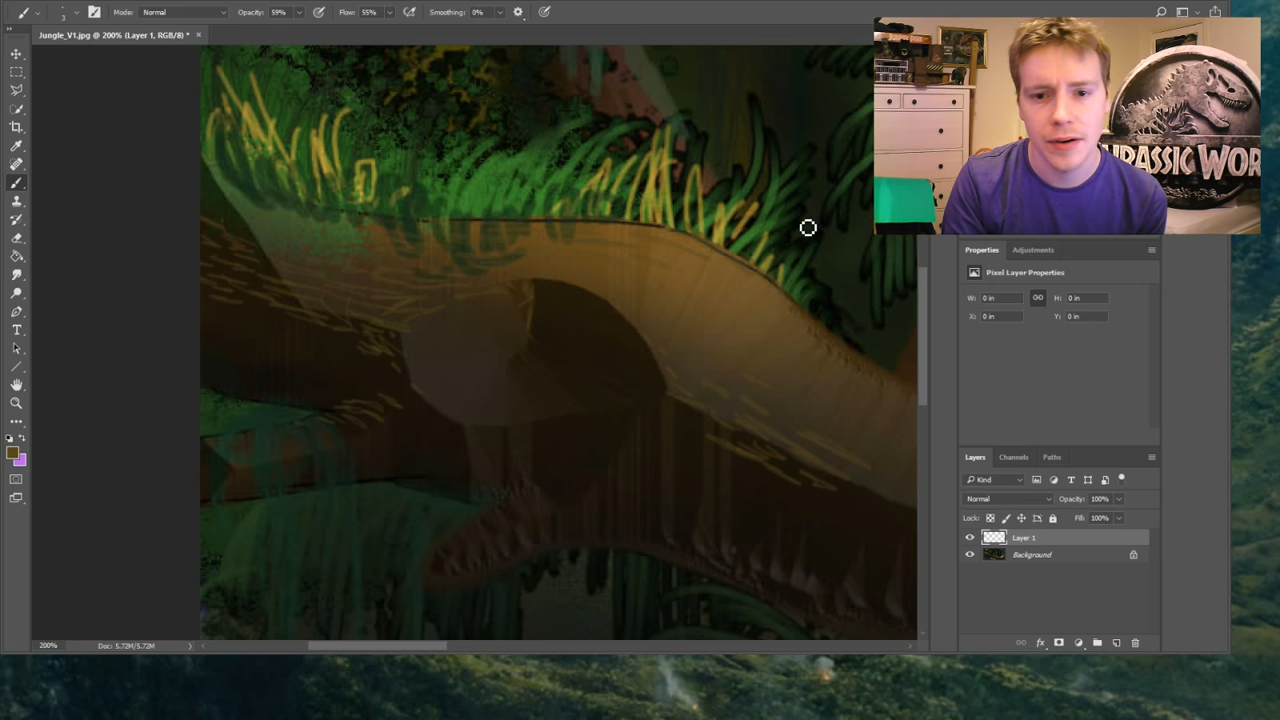 3 Mode: Normal Opacity: 59% Flow: 55% Smoothing: 0%
Jungle_V1.jpg @ 200% (Layer 1, RGB/8) *
JURASSIC WOR
Properties Adjustments
Pixel Layer Properties
W: 0 in H: 0 in
X: 0 in Y: 0 in
Layers Channels Paths
Kind
Normal Opacity: 100%
Lock: Fill: 100%
Layer 1
Background
200% Doc: 5.72M/5.72M